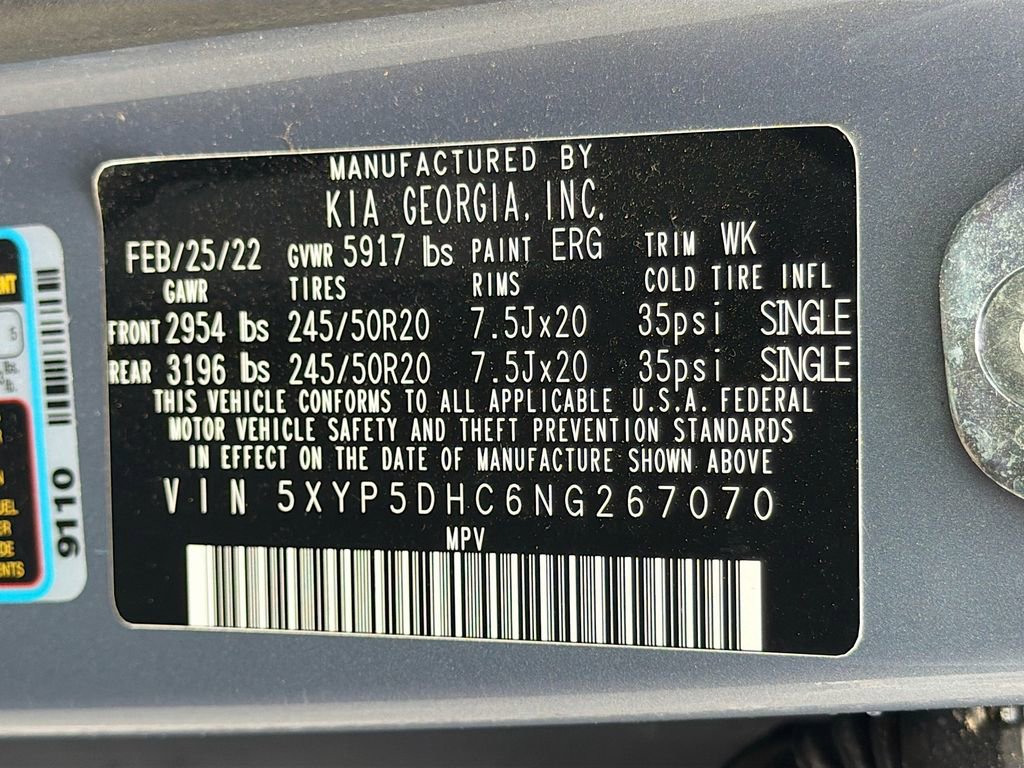 MANUFACTURED BY
KIA GEORGIA, INC.
FEB/25/22 GVWR 5917 lbs PAINT ERG TRIM WK
GAWR TIRES RIMS COLD TIRE INFL
FRONT 2954 lbs 245/50R20 7.5Jx20 35psi SINGLE
REAR 3196 lbs 245/50R20 7.5Jx20 35psi SINGLE
THIS VEHICLE CONFORMS TO ALL APPLICABLE U.S.A. FEDERAL
MOTOR VEHICLE SAFETY AND THEFT PREVENTION STANDARDS
IN EFFECT ON THE DATE OF MANUFACTURE SHOWN ABOVE
VIN 5XYP5DHC6NG267070
MPV
9110